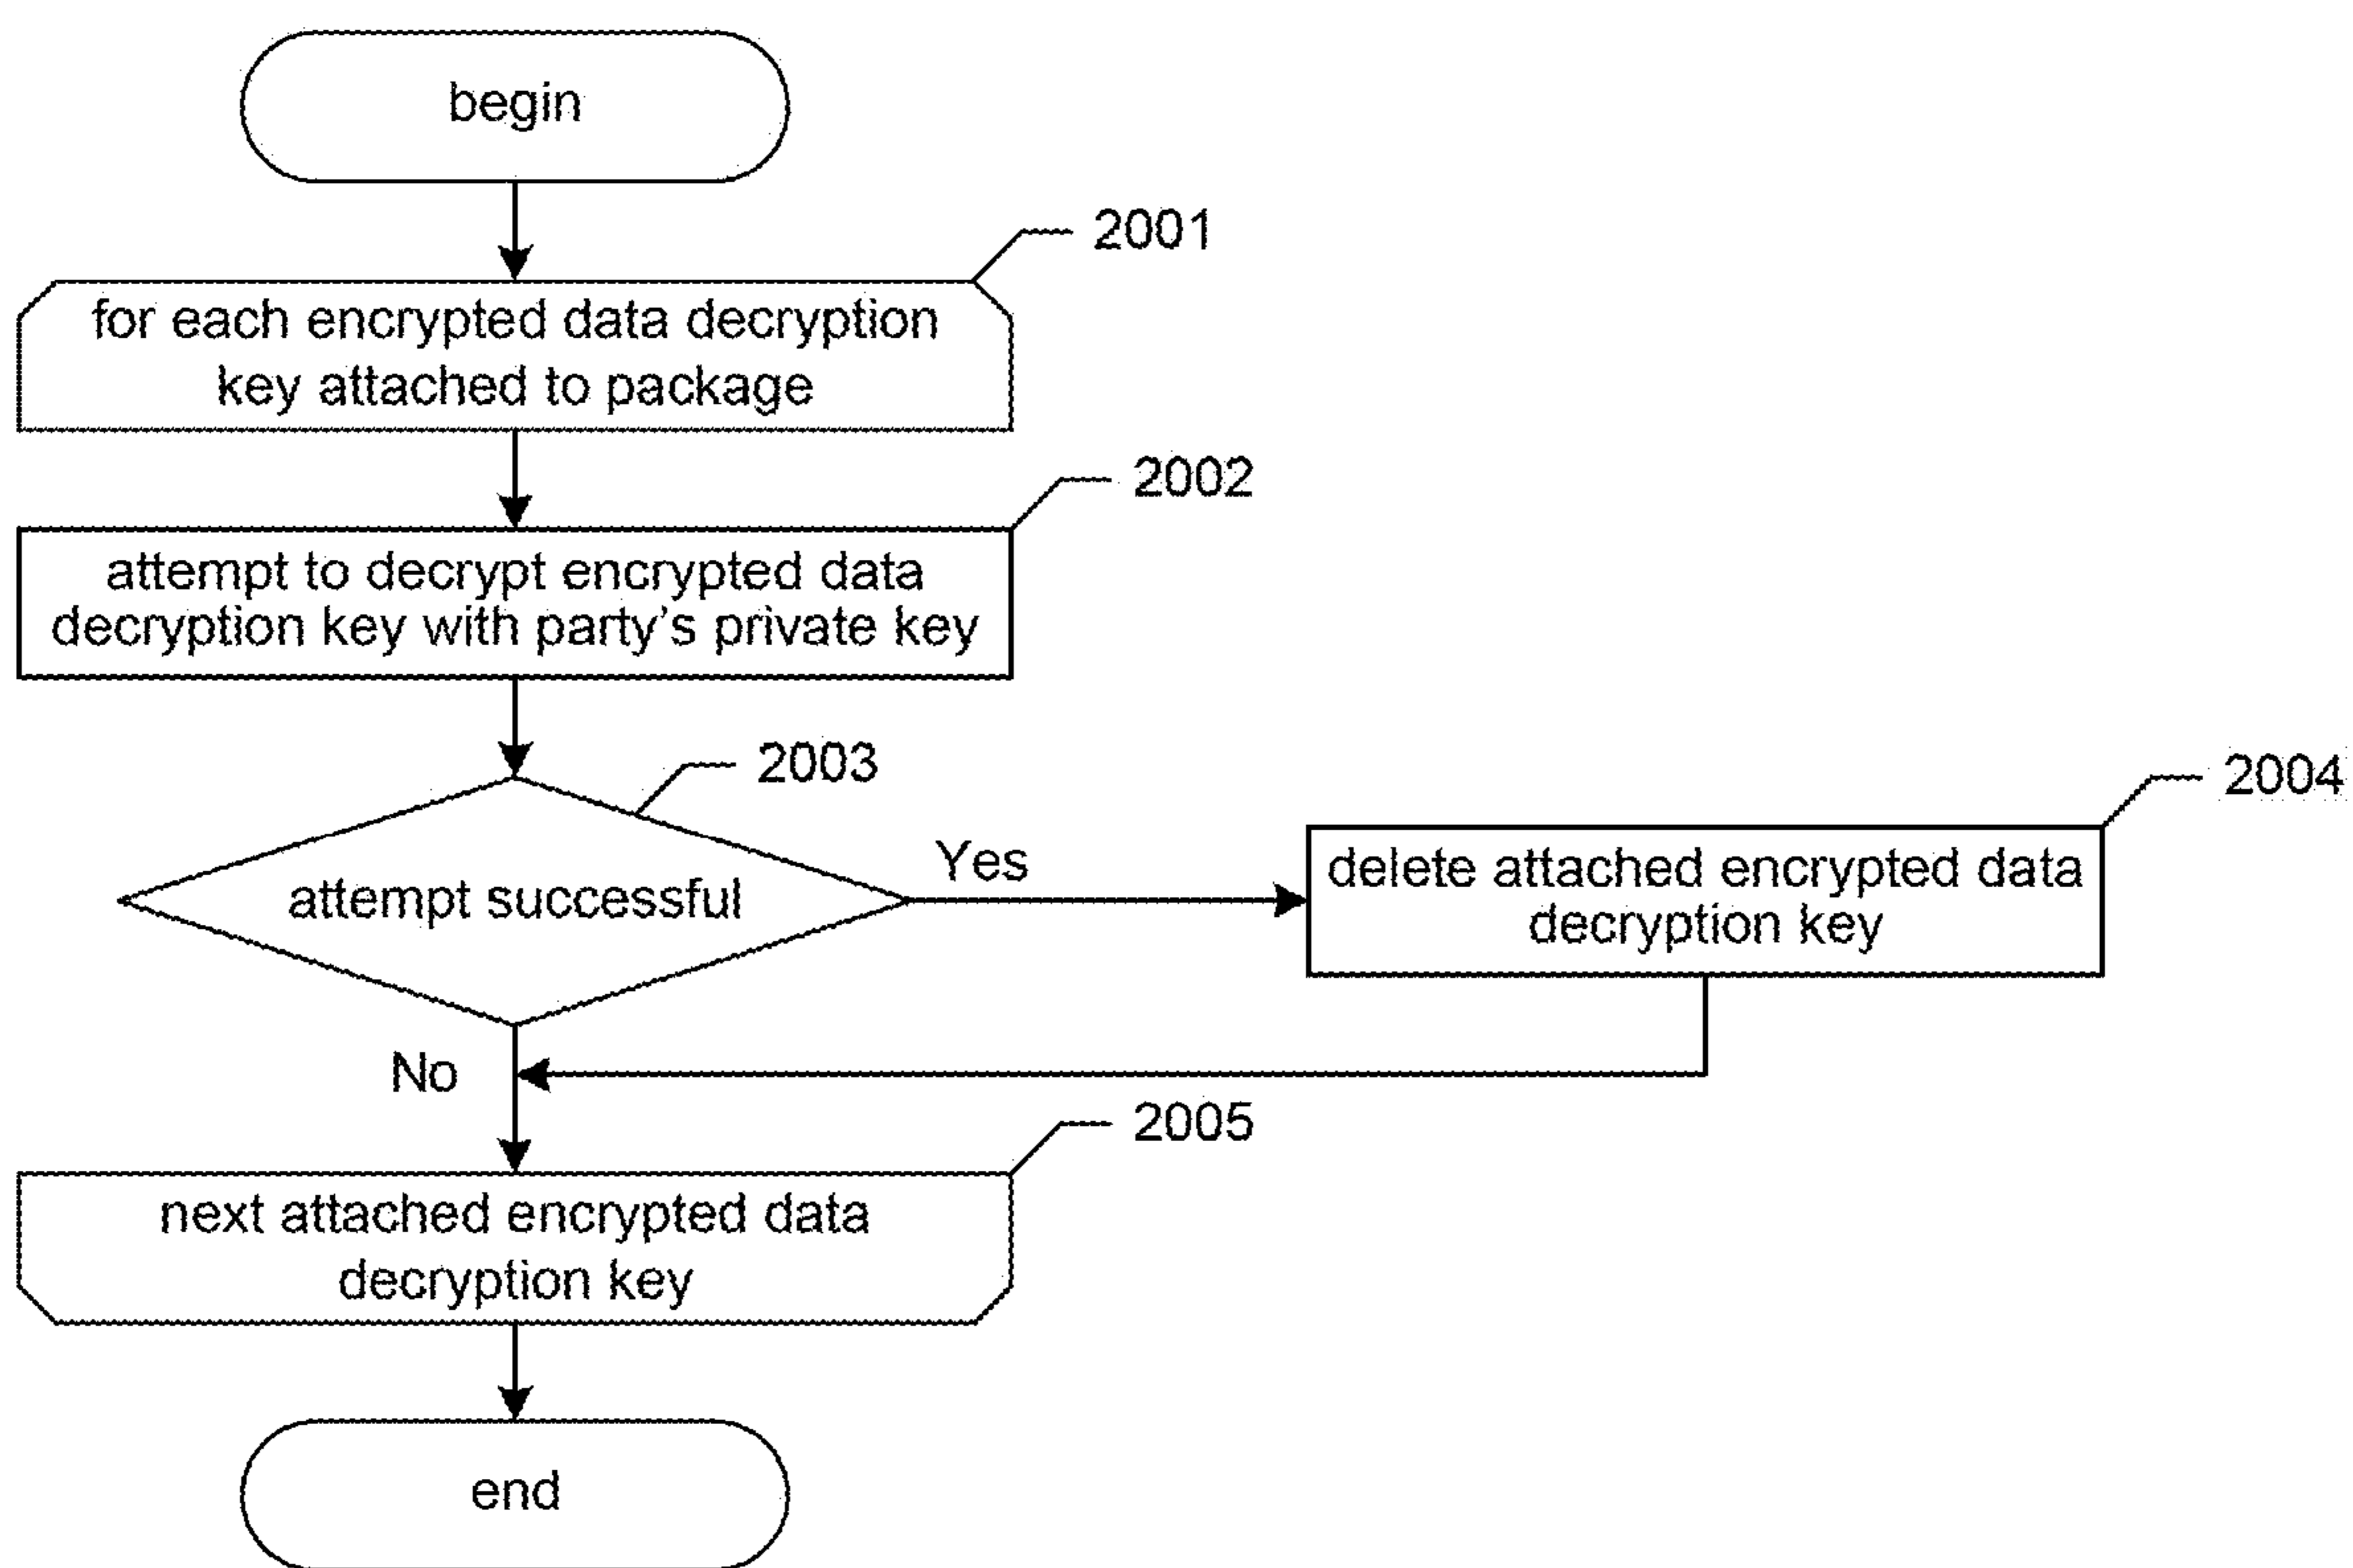 begin
2001
for each encrypted data decryption
key attached to package
2002
attempt to decrypt encrypted data
decryption key with party's private key
2003
attempt successful
Yes
2004
delete attached encrypted data
decryption key
No
2005
next attached encrypted data
decryption key
end